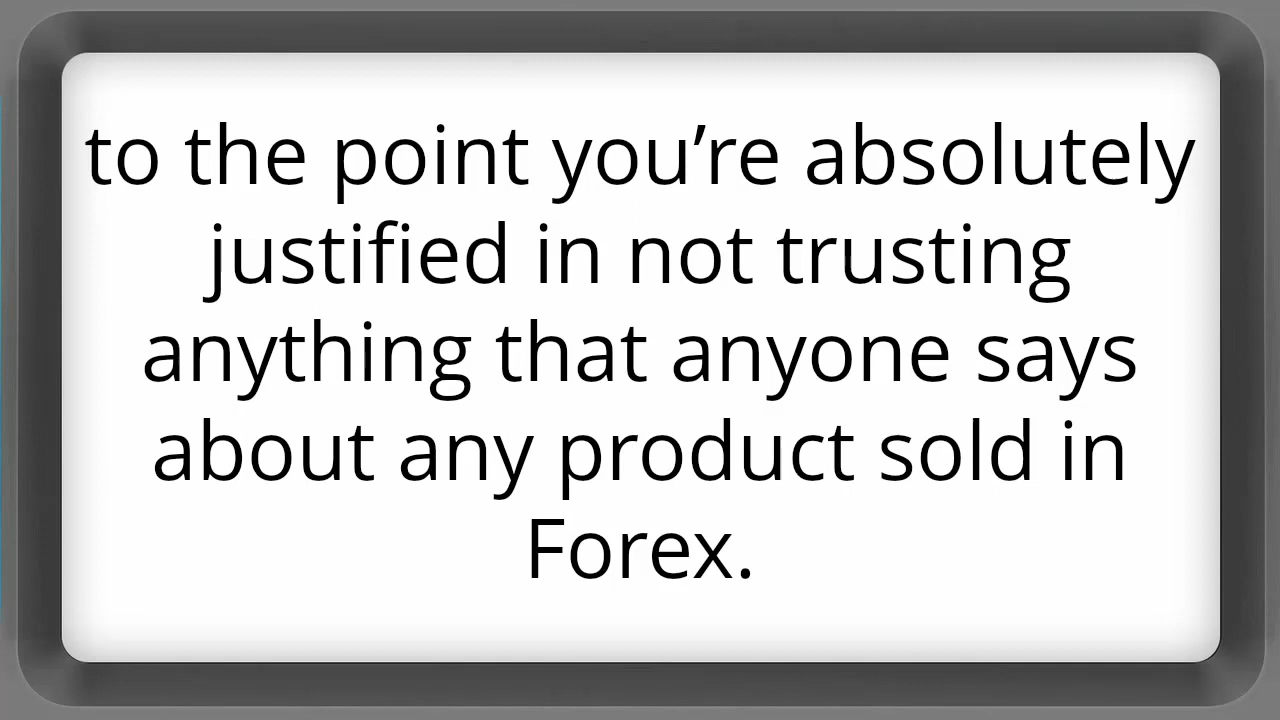 to the point you’re absolutely
justified in not trusting
anything that anyone says
about any product sold in
Forex.